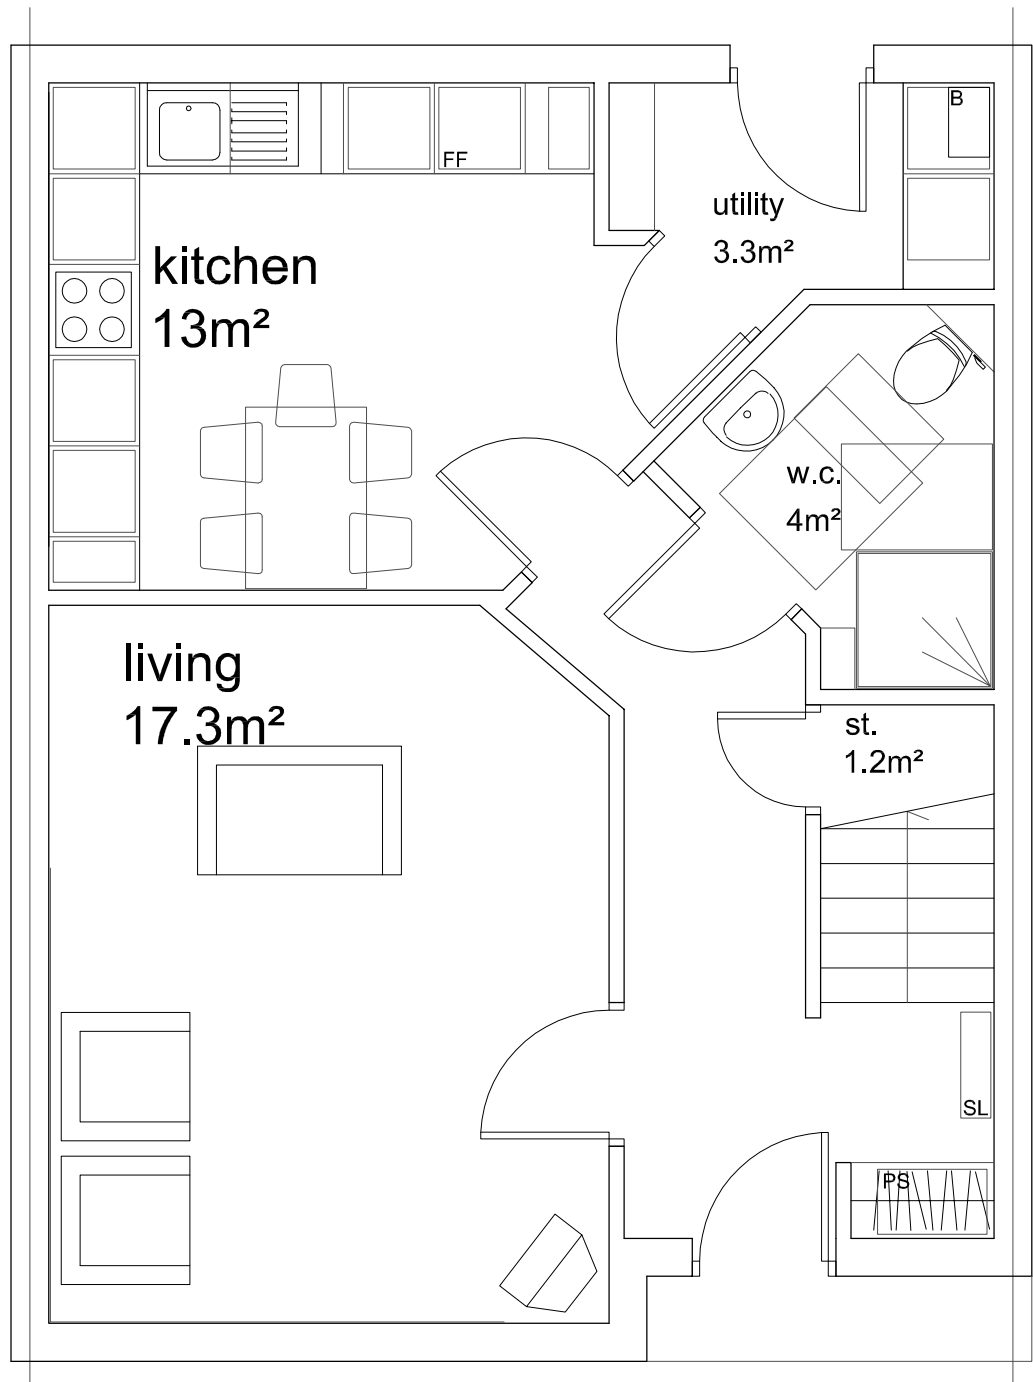 B
FF
utility
3.3m²
kitchen
13m²
w.c.
4m²
living
17.3m²
st.
1.2m²
SL
PS